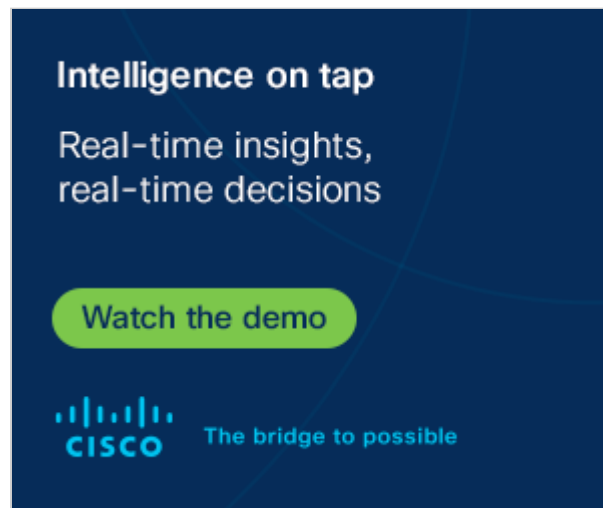 Intelligence on tap
Real-time insights,
real-time decisions
Watch the demo
CISCO
The bridge to possible